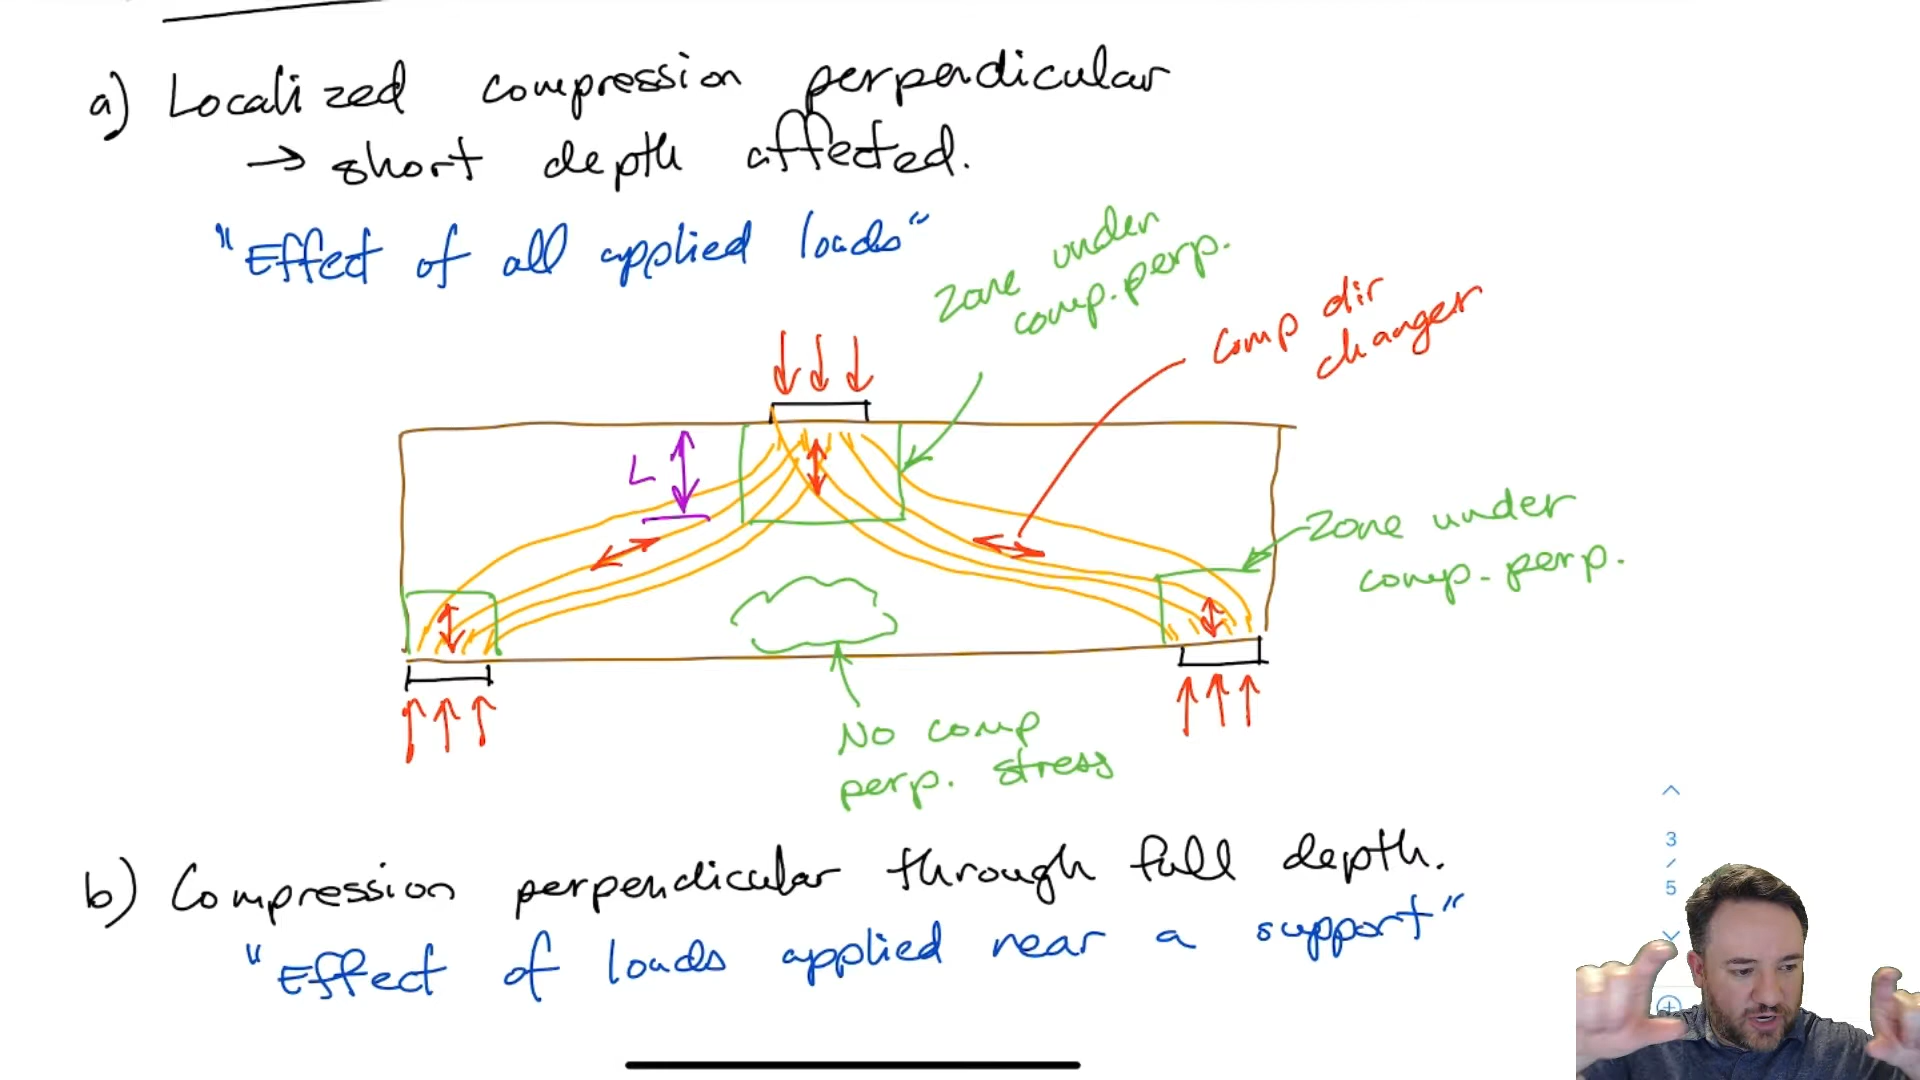 a) Localized compression perpendicular
→ short depth affected.
"Effect of all applied loads"
Zone under
comp. perp.
Comp dir
changer
L
Zone under
comp. perp.
No comp
perp. stress
b) Compression perpendicular through full depth.
"Effect of loads applied near a support"
3
/
5